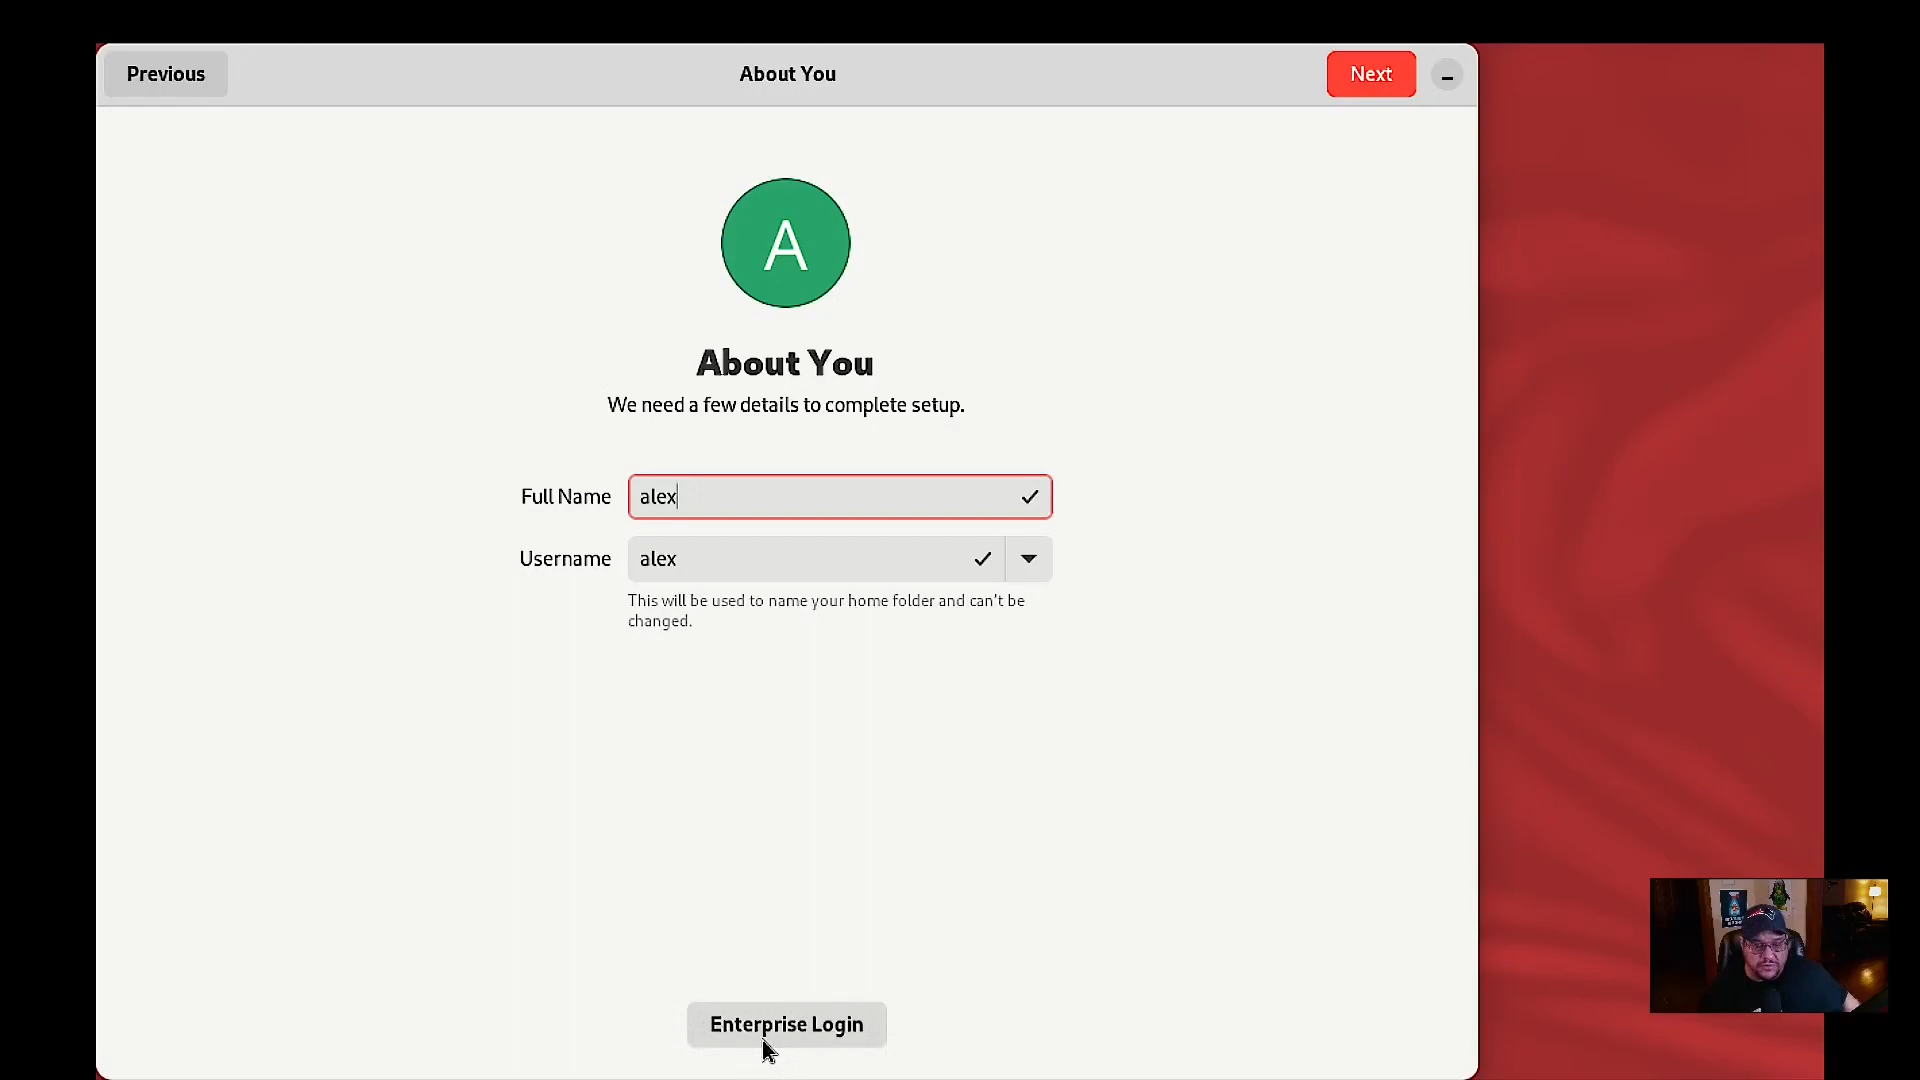 Previous
About You
Next
A
About You
We need a few details to complete setup.
Full Name
alex
Username
alex
This will be used to name your home folder and can't be
changed.
Enterprise Login